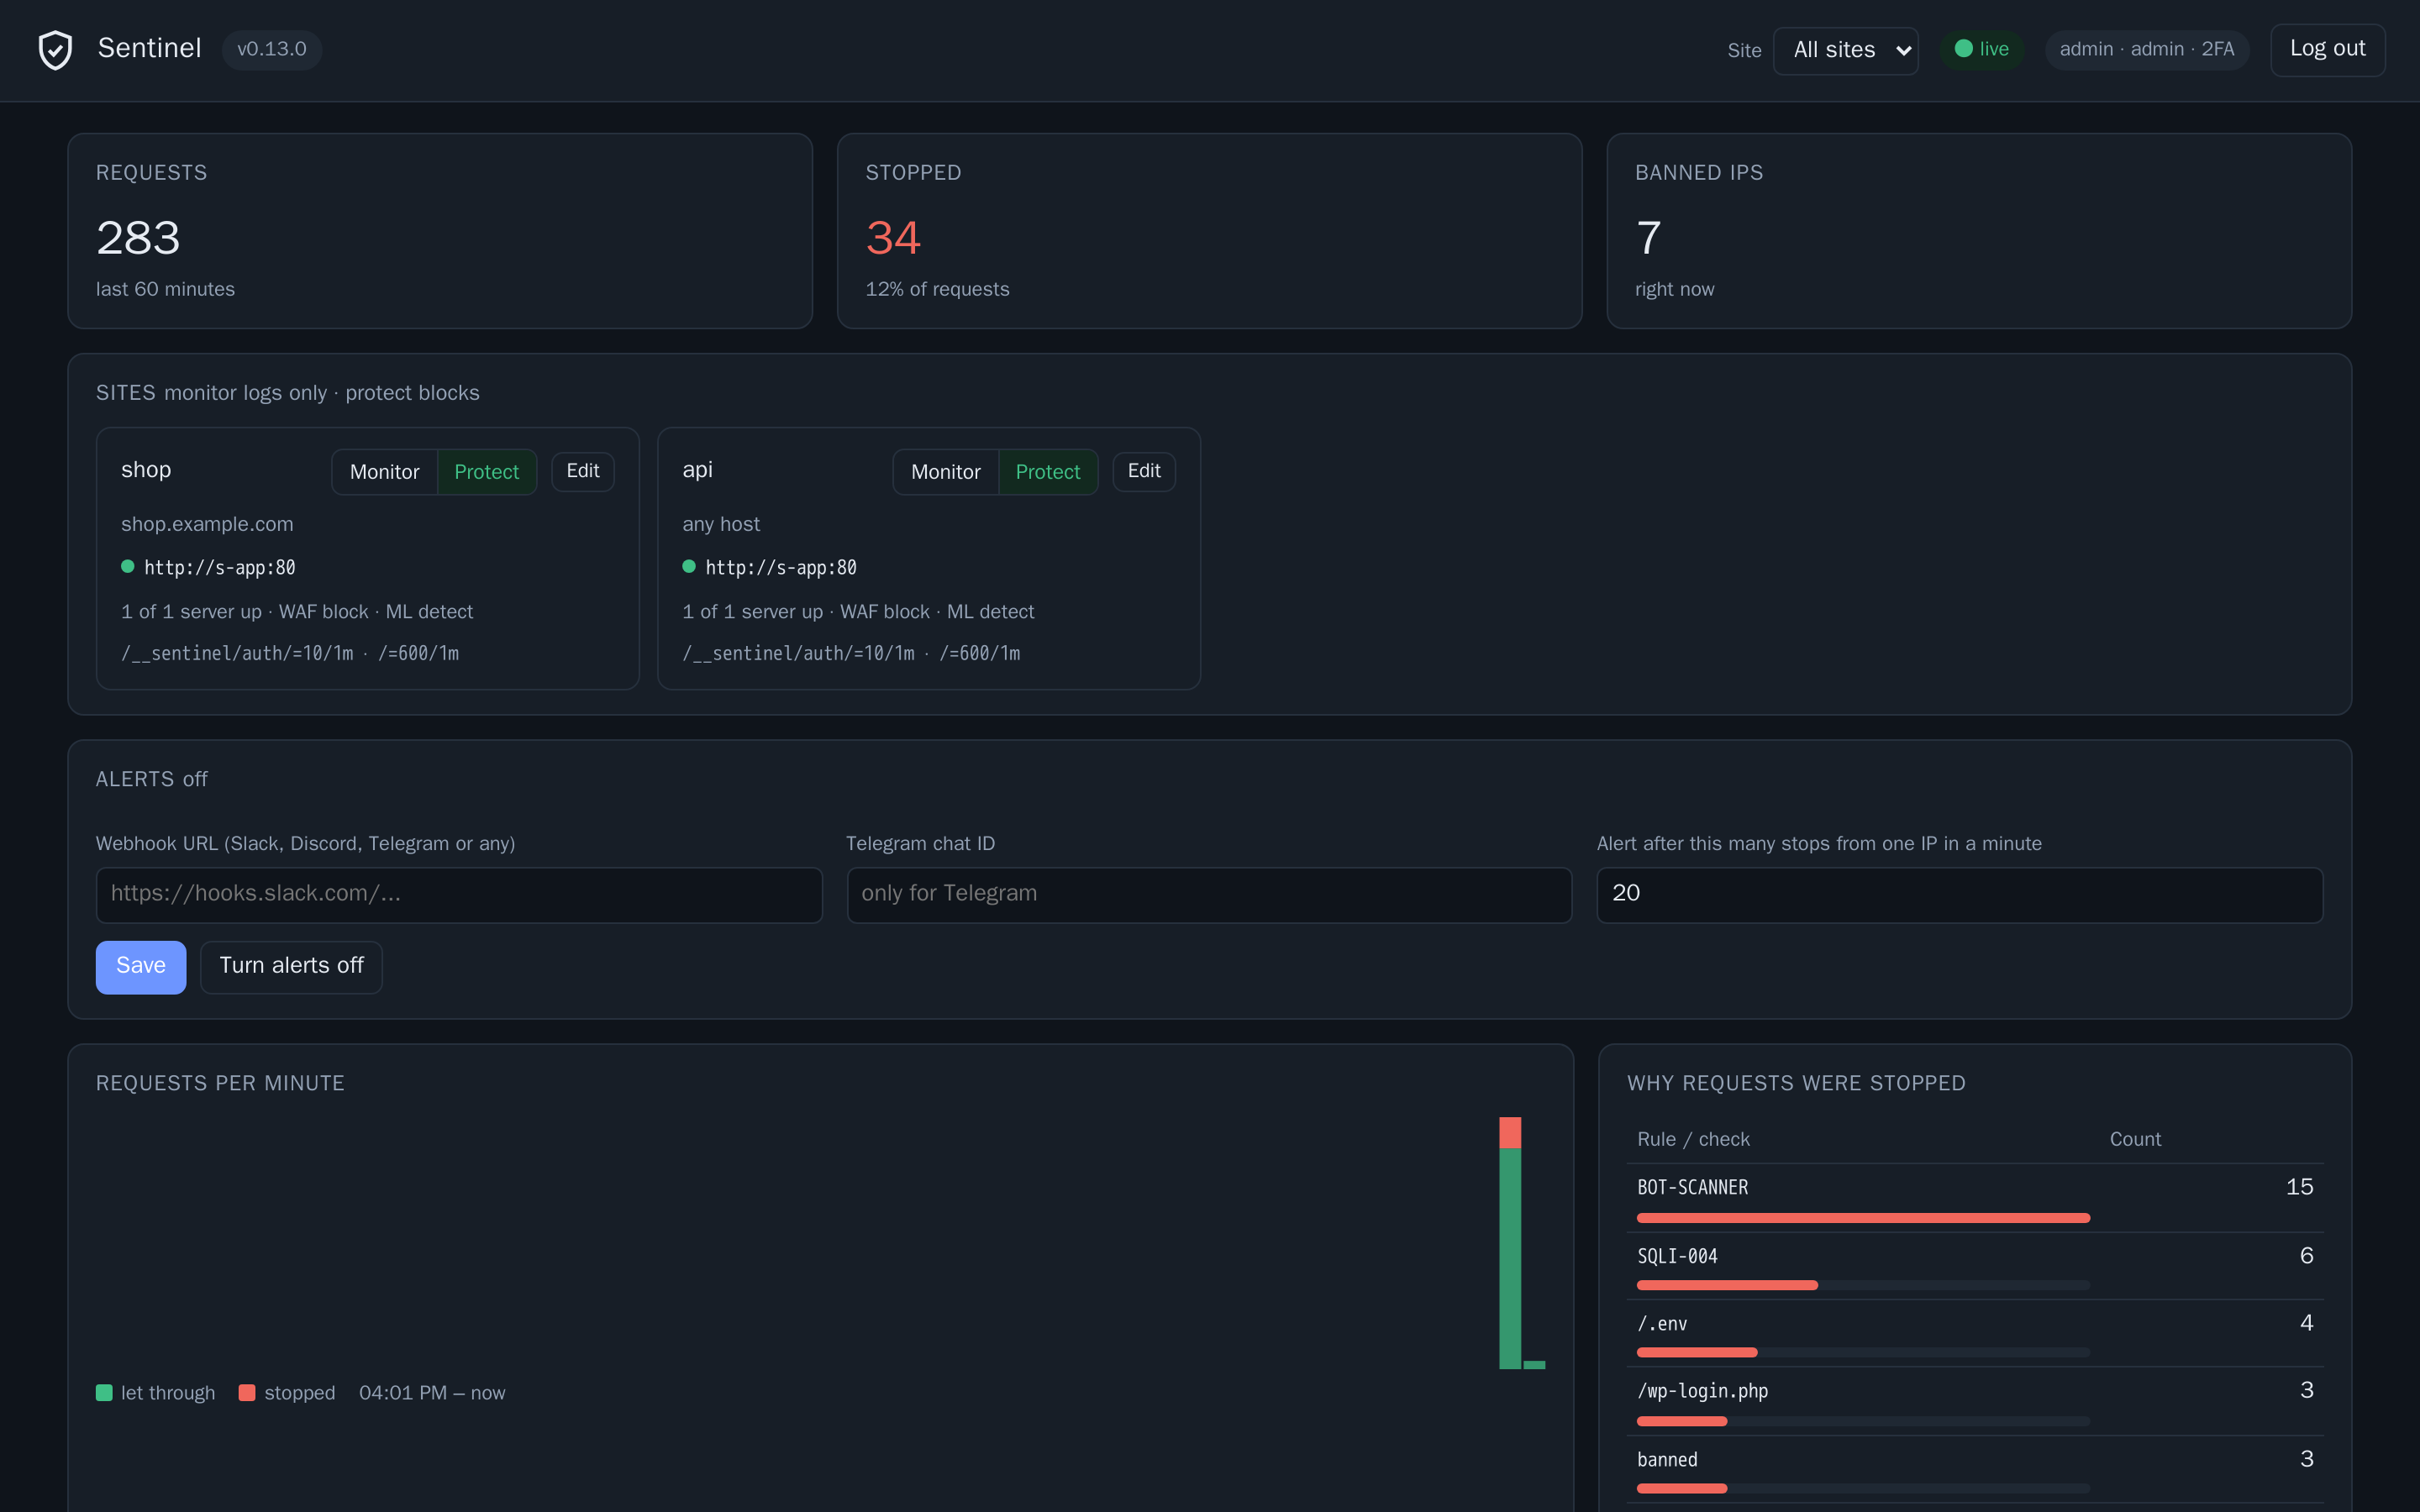 Sentinel v0.13.0 Site All sites live admin · admin · 2FA Log out
REQUESTS
283
last 60 minutes
STOPPED
34
12% of requests
BANNED IPS
7
right now
SITES monitor logs only · protect blocks
shop Monitor Protect Edit
shop.example.com
http://s-app:80
1 of 1 server up · WAF block · ML detect
/__sentinel/auth/=10/1m · /=600/1m
api Monitor Protect Edit
any host
http://s-app:80
1 of 1 server up · WAF block · ML detect
/__sentinel/auth/=10/1m · /=600/1m
ALERTS off
Webhook URL (Slack, Discord, Telegram or any)
https://hooks.slack.com/...
Telegram chat ID
only for Telegram
Alert after this many stops from one IP in a minute
20
Save Turn alerts off
REQUESTS PER MINUTE
let through stopped 04:01 PM – now
WHY REQUESTS WERE STOPPED
Rule / check Count
BOT-SCANNER 15
SQLI-004 6
/.env 4
/wp-login.php 3
banned 3